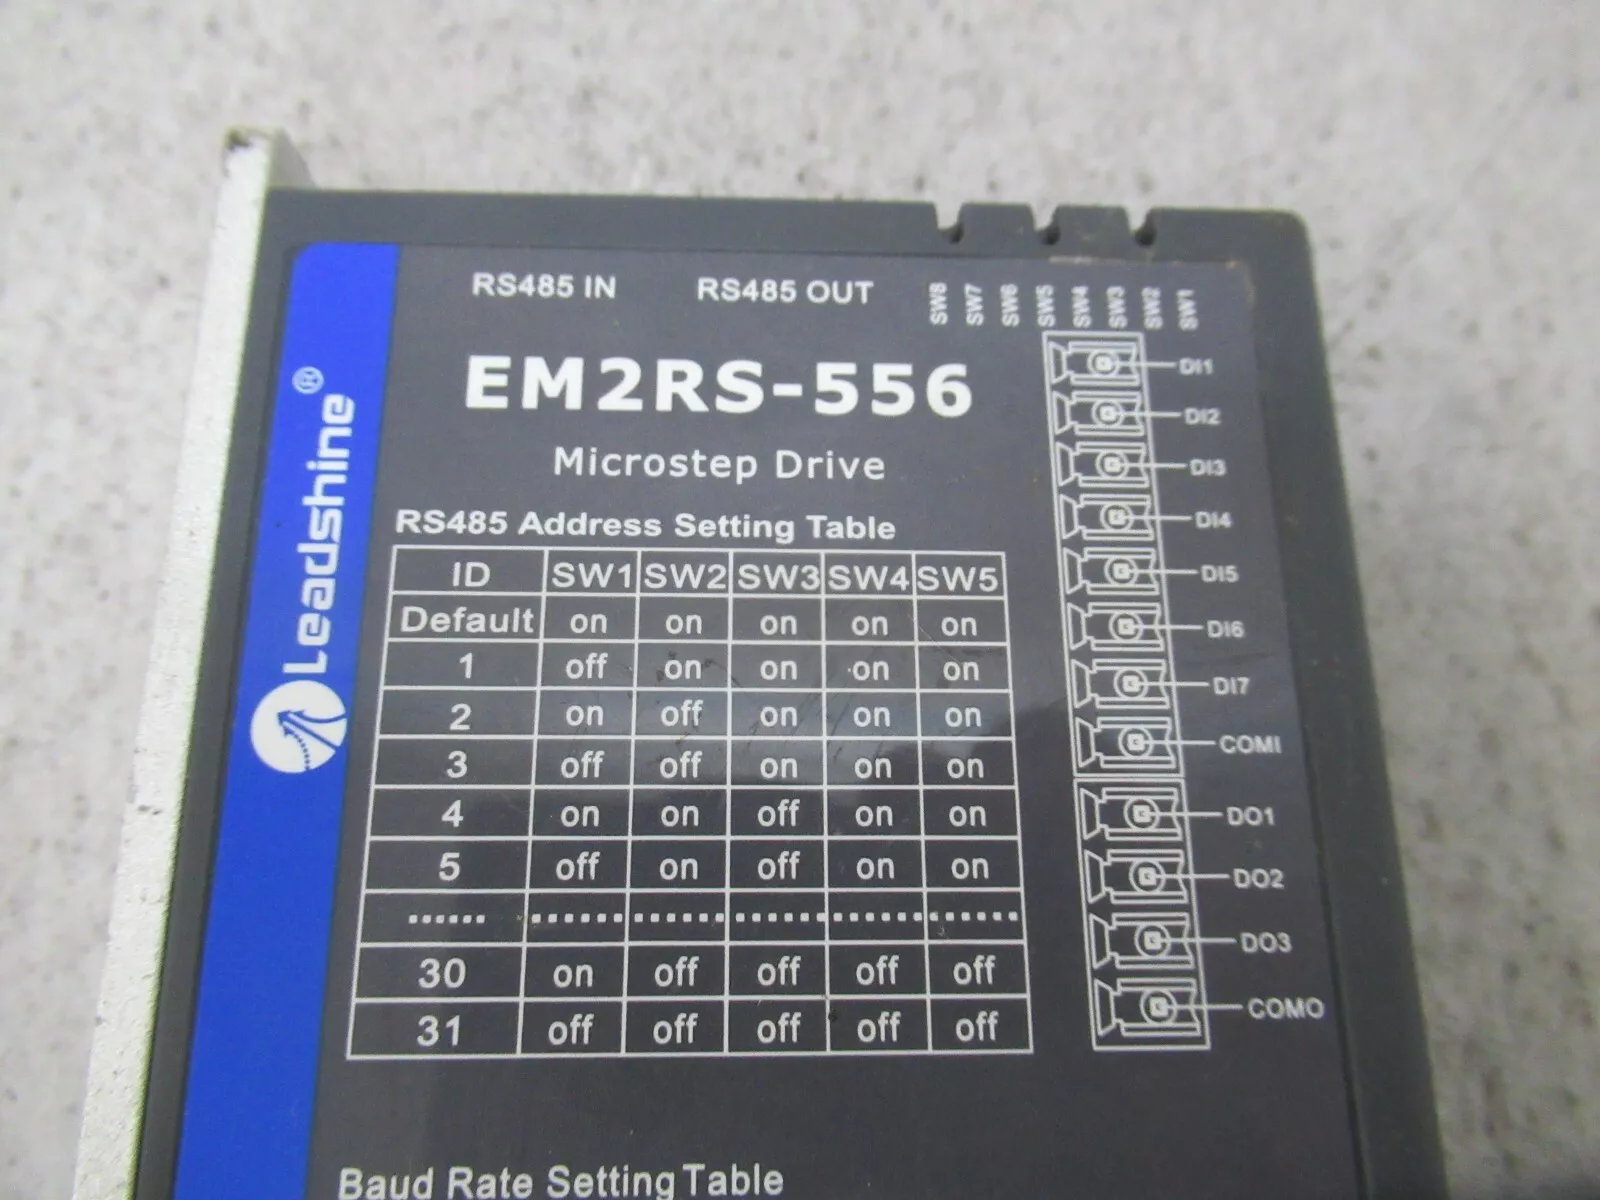 RS485 IN RS485 OUT
SW8 SW7 SW6 SW5 SW4 SW3 SW2 SW1
Leadshine®
EM2RS-556
Microstep Drive
RS485 Address Setting Table
ID SW1 SW2 SW3 SW4 SW5
Default on on on on on
1 off on on on on
2 on off on on on
3 off off on on on
4 on on off on on
5 off on off on on
...... ...... ...... ...... ...... ......
30 on off off off off
31 off off off off off
DI1
DI2
DI3
DI4
DI5
DI6
DI7
COMI
DO1
DO2
DO3
COMO
Baud Rate Setting Table